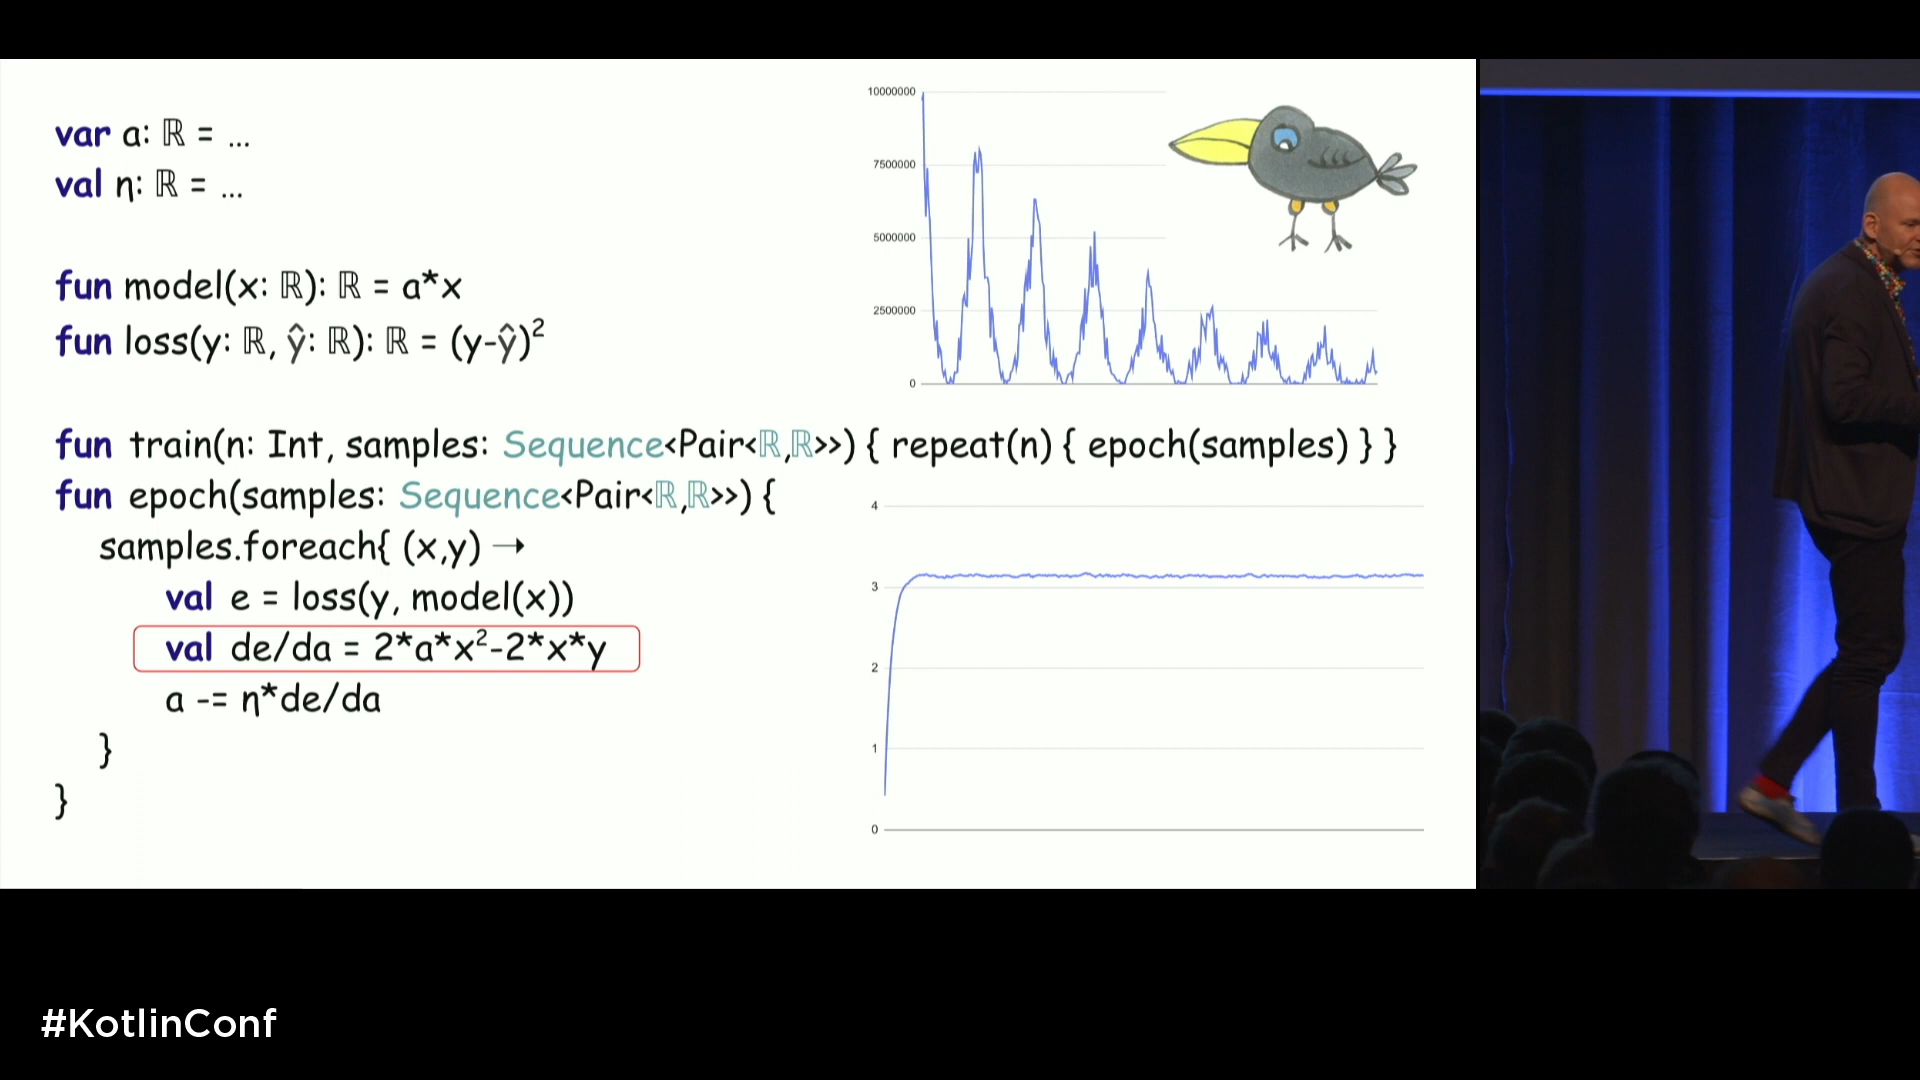 var a: ℝ = ...
val η: ℝ = ...
fun model(x: ℝ): ℝ = a*x
fun loss(y: ℝ, ŷ: ℝ): ℝ = (y-ŷ)²
fun train(n: Int, samples: Sequence<Pair<ℝ,ℝ>>) { repeat(n) { epoch(samples) } }
fun epoch(samples: Sequence<Pair<ℝ,ℝ>>) {
samples.foreach{ (x,y) →
val e = loss(y, model(x))
val de/da = 2*a*x²-2*x*y
a -= η*de/da
}
}
10000000
7500000
5000000
2500000
0
4
3
2
1
0
#KotlinConf